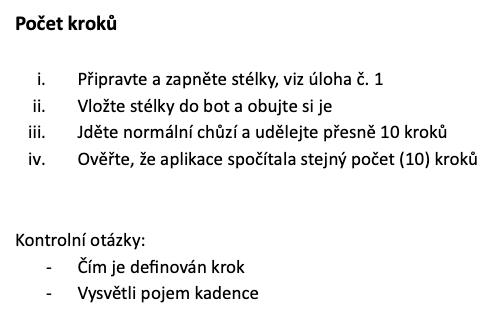 Počet kroků
i. Připravte a zapněte stélky, viz úloha č. 1
ii. Vložte stélky do bot a obujte si je
iii. Jděte normální chůzí a udělejte přesně 10 kroků
iv. Ověřte, že aplikace spočítala stejný počet (10) kroků
Kontrolní otázky:
- Čím je definován krok
- Vysvětli pojem kadence